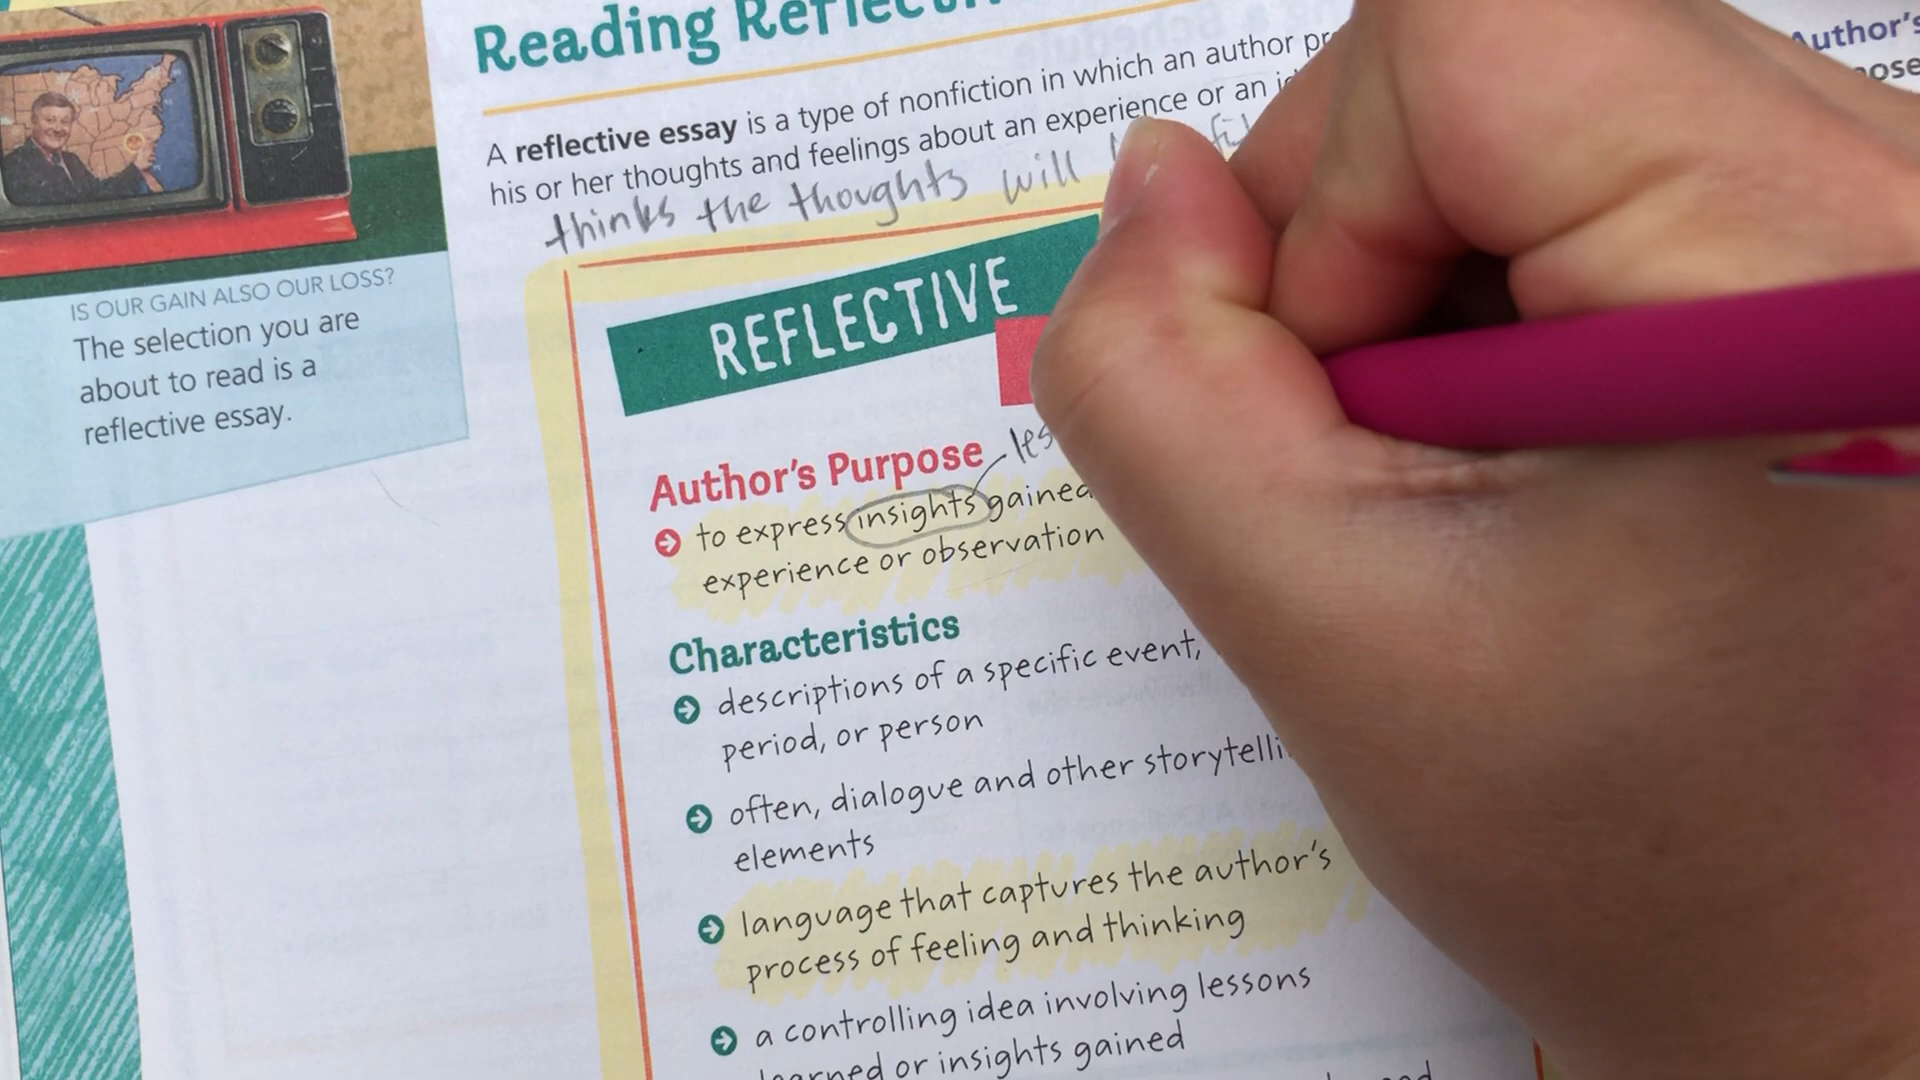 Reading
A reflective essay is a type of nonfiction in which an author
his or her thoughts and feelings about an experience or an
thinks the thoughts will
REFLECTIVE
Author's Purpose
to express insights gained
experience or observation
Characteristics
descriptions of a specific event,
period, or person
often, dialogue and other
elements
language that captures the author's
process of feeling and thinking
a controlling idea involving lessons
learned or insights gained
IS OUR GAIN ALSO OUR LOSS?
The selection you are
about to read is a
reflective essay.
Author's